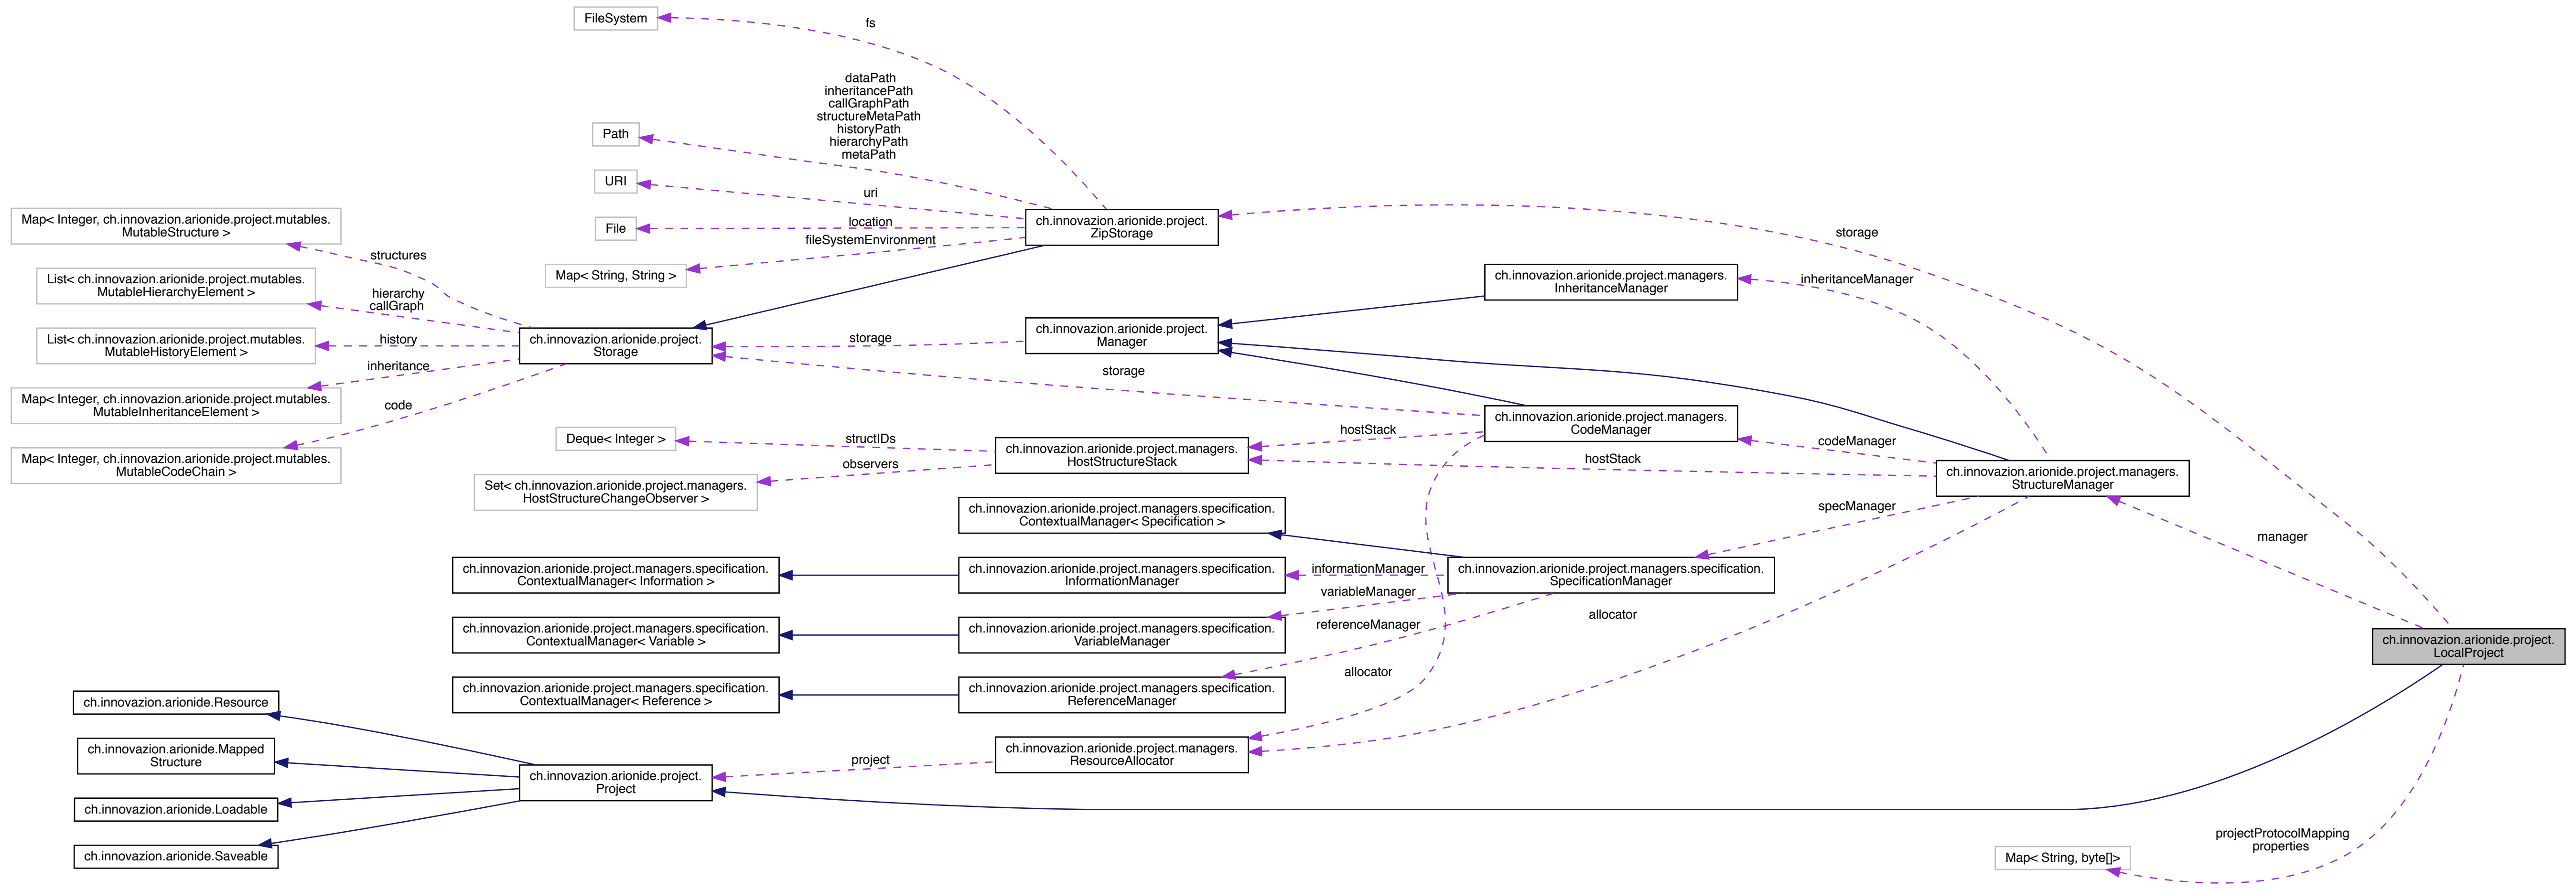 FileSystem
fs
dataPath
inheritancePath
callGraphPath
structureMetaPath
historyPath
hierarchyPath
metaPath
Path
URI
uri
File
location
fileSystemEnvironment
Map< String, String >
ch.innovazion.arionide.project.
ZipStorage
storage
Map< Integer, ch.innovazion.arionide.project.mutables.
MutableStructure >
structures
List< ch.innovazion.arionide.project.mutables.
MutableHierarchyElement >
hierarchy
callGraph
List< ch.innovazion.arionide.project.mutables.
MutableHistoryElement >
history
Map< Integer, ch.innovazion.arionide.project.mutables.
MutableInheritanceElement >
inheritance
Map< Integer, ch.innovazion.arionide.project.mutables.
MutableCodeChain >
code
ch.innovazion.arionide.project.
Storage
storage
ch.innovazion.arionide.project.
Manager
storage
ch.innovazion.arionide.project.managers.
InheritanceManager
inheritanceManager
ch.innovazion.arionide.project.managers.
CodeManager
codeManager
hostStack
hostStack
Deque< Integer >
structIDs
Set< ch.innovazion.arionide.project.managers.
HostStructureChangeObserver >
observers
ch.innovazion.arionide.project.managers.
HostStructureStack
ch.innovazion.arionide.project.managers.
StructureManager
specManager
manager
ch.innovazion.arionide.project.managers.specification.
ContextualManager< Specification >
ch.innovazion.arionide.project.managers.specification.
ContextualManager< Information >
ch.innovazion.arionide.project.managers.specification.
InformationManager
informationManager
ch.innovazion.arionide.project.managers.specification.
SpecificationManager
variableManager
ch.innovazion.arionide.project.managers.specification.
ContextualManager< Variable >
ch.innovazion.arionide.project.managers.specification.
VariableManager
referenceManager
allocator
ch.innovazion.arionide.project.
LocalProject
allocator
ch.innovazion.arionide.project.managers.specification.
ContextualManager< Reference >
ch.innovazion.arionide.project.managers.specification.
ReferenceManager
ch.innovazion.arionide.Resource
ch.innovazion.arionide.Mapped
Structure
ch.innovazion.arionide.Loadable
ch.innovazion.arionide.Saveable
ch.innovazion.arionide.project.
Project
project
ch.innovazion.arionide.project.managers.
ResourceAllocator
projectProtocolMapping
properties
Map< String, byte[]>